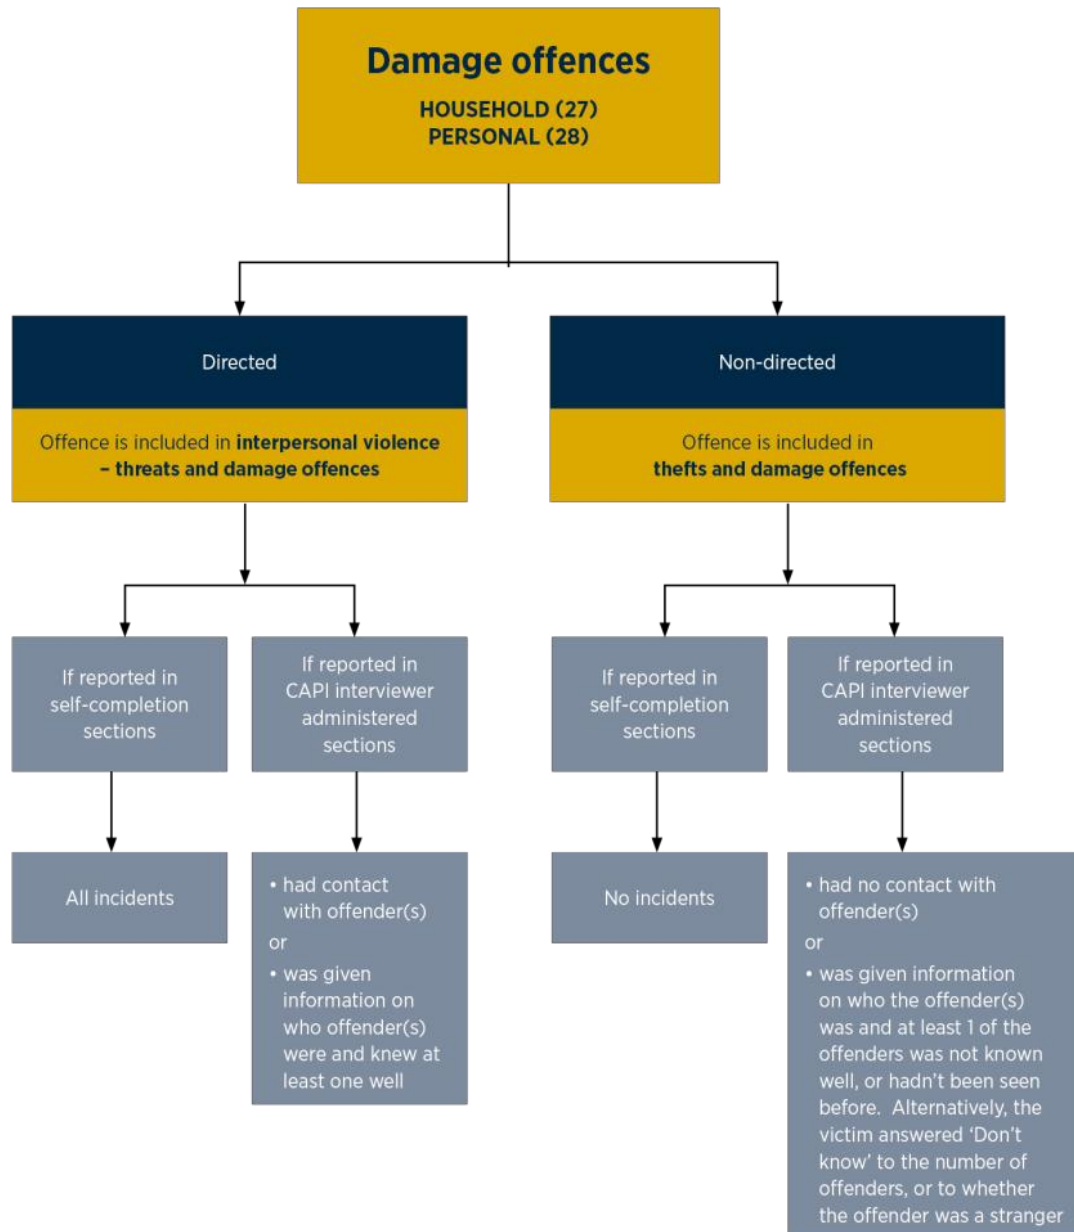 Damage offences
HOUSEHOLD (27)
PERSONAL (28)
Directed
Offence is included in interpersonal violence
– threats and damage offences
Non-directed
Offence is included in
thefts and damage offences
If reported in
self-completion
sections
If reported in
CAPI interviewer
administered
sections
If reported in
self-completion
sections
If reported in
CAPI interviewer
administered
sections
All incidents
• had contact
with offender(s)
or
• was given
information on
who offender(s)
were and knew at
least one well
No incidents
• had no contact with
offender(s)
or
• was given information
on who the offender(s)
was and at least 1 of the
offenders was not known
well, or hadn't been seen
before.  Alternatively, the
victim answered ‘Don't
know’ to the number of
offenders, or to whether
the offender was a stranger